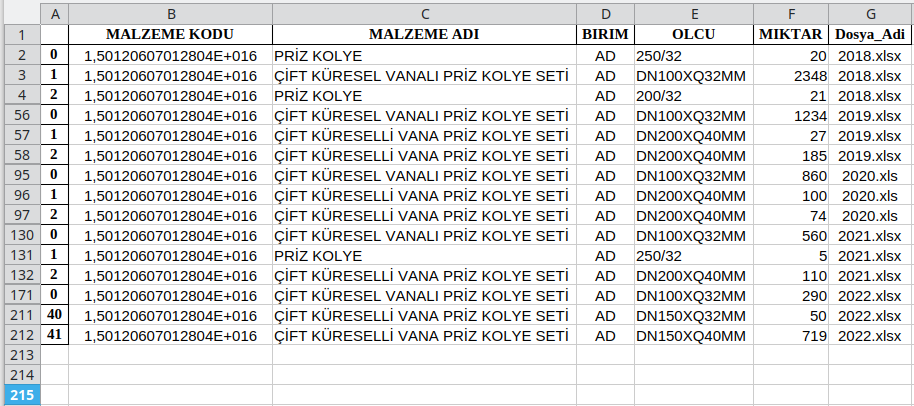 A B C D E F G
1 MALZEME KODU MALZEME ADI BIRIM OLCU MIKTAR Dosya_Adi
2 0 1,50120607012804E+016 PRİZ KOLYE AD 250/32 20 2018.xlsx
3 1 1,50120607012804E+016 ÇİFT KÜRESEL VANALI PRİZ KOLYE SETİ AD DN100XQ32MM 2348 2018.xlsx
4 2 1,50120607012804E+016 PRİZ KOLYE AD 200/32 21 2018.xlsx
56 0 1,50120607012804E+016 ÇİFT KÜRESEL VANALI PRİZ KOLYE SETİ AD DN100XQ32MM 1234 2019.xlsx
57 1 1,50120607012804E+016 ÇİFT KÜRESELLİ VANA PRİZ KOLYE SETİ AD DN200XQ40MM 27 2019.xlsx
58 2 1,50120607012804E+016 ÇİFT KÜRESELLİ VANA PRİZ KOLYE SETİ AD DN200XQ40MM 185 2019.xlsx
95 0 1,50120607012804E+016 ÇİFT KÜRESEL VANALI PRİZ KOLYE SETİ AD DN100XQ32MM 860 2020.xls
96 1 1,50120607012804E+016 ÇİFT KÜRESELLİ VANA PRİZ KOLYE SETİ AD DN200XQ40MM 100 2020.xls
97 2 1,50120607012804E+016 ÇİFT KÜRESELLİ VANA PRİZ KOLYE SETİ AD DN200XQ40MM 74 2020.xls
130 0 1,50120607012804E+016 ÇİFT KÜRESEL VANALI PRİZ KOLYE SETİ AD DN100XQ32MM 560 2021.xlsx
131 1 1,50120607012804E+016 PRİZ KOLYE AD 250/32 5 2021.xlsx
132 2 1,50120607012804E+016 ÇİFT KÜRESELLİ VANA PRİZ KOLYE SETİ AD DN200XQ40MM 110 2021.xlsx
171 0 1,50120607012804E+016 ÇİFT KÜRESEL VANALI PRİZ KOLYE SETİ AD DN100XQ32MM 290 2022.xlsx
211 40 1,50120607012804E+016 ÇİFT KÜRESELLİ VANA PRİZ KOLYE SETİ AD DN150XQ32MM 50 2022.xlsx
212 41 1,50120607012804E+016 ÇİFT KÜRESELLİ VANA PRİZ KOLYE SETİ AD DN150XQ40MM 719 2022.xlsx
213
214
215